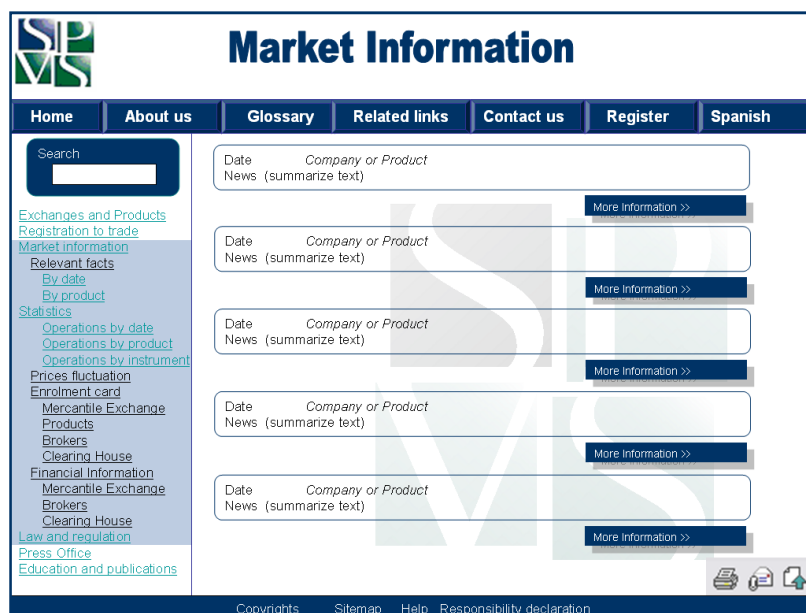 SP
VMS
Market Information
Home About us Glossary Related links Contact us Register Spanish
Search
Exchanges and Products
Registration to trade
Market information
Relevant facts
By date
By product
Statistics
Operations by date
Operations by product
Operations by instrument
Prices fluctuation
Enrolment card
Mercantile Exchange
Products
Brokers
Clearing House
Financial Information
Mercantile Exchange
Brokers
Clearing House
Law and regulation
Press Office
Education and publications
Date Company or Product
News (summarize text)
More Information >>
Date Company or Product
News (summarize text)
More Information >>
Date Company or Product
News (summarize text)
More Information >>
Date Company or Product
News (summarize text)
More Information >>
Date Company or Product
News (summarize text)
More Information >>
SP
VMS
Copyrights Sitemap Help Responsibility declaration